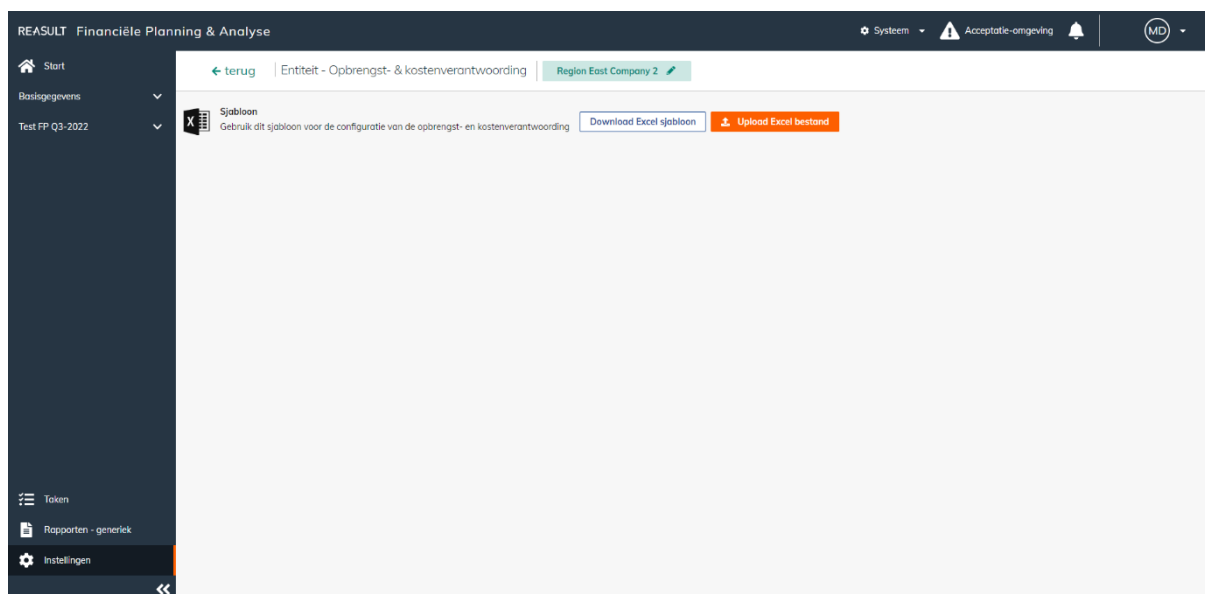 REASULT Financiële Planning & Analyse
Systeem
Acceptatie-omgeving
MD
Start
Basisgegevens
Test FP Q3-2022
terug
Entiteit - Opbrengst- & kostenverantwoording
Region East Company 2
Sjabloon
Gebruik dit sjabloon voor de configuratie van de opbrengst- en kostenverantwoording
Download Excel sjabloon
Upload Excel bestand
Taken
Rapporten - generiek
Instellingen